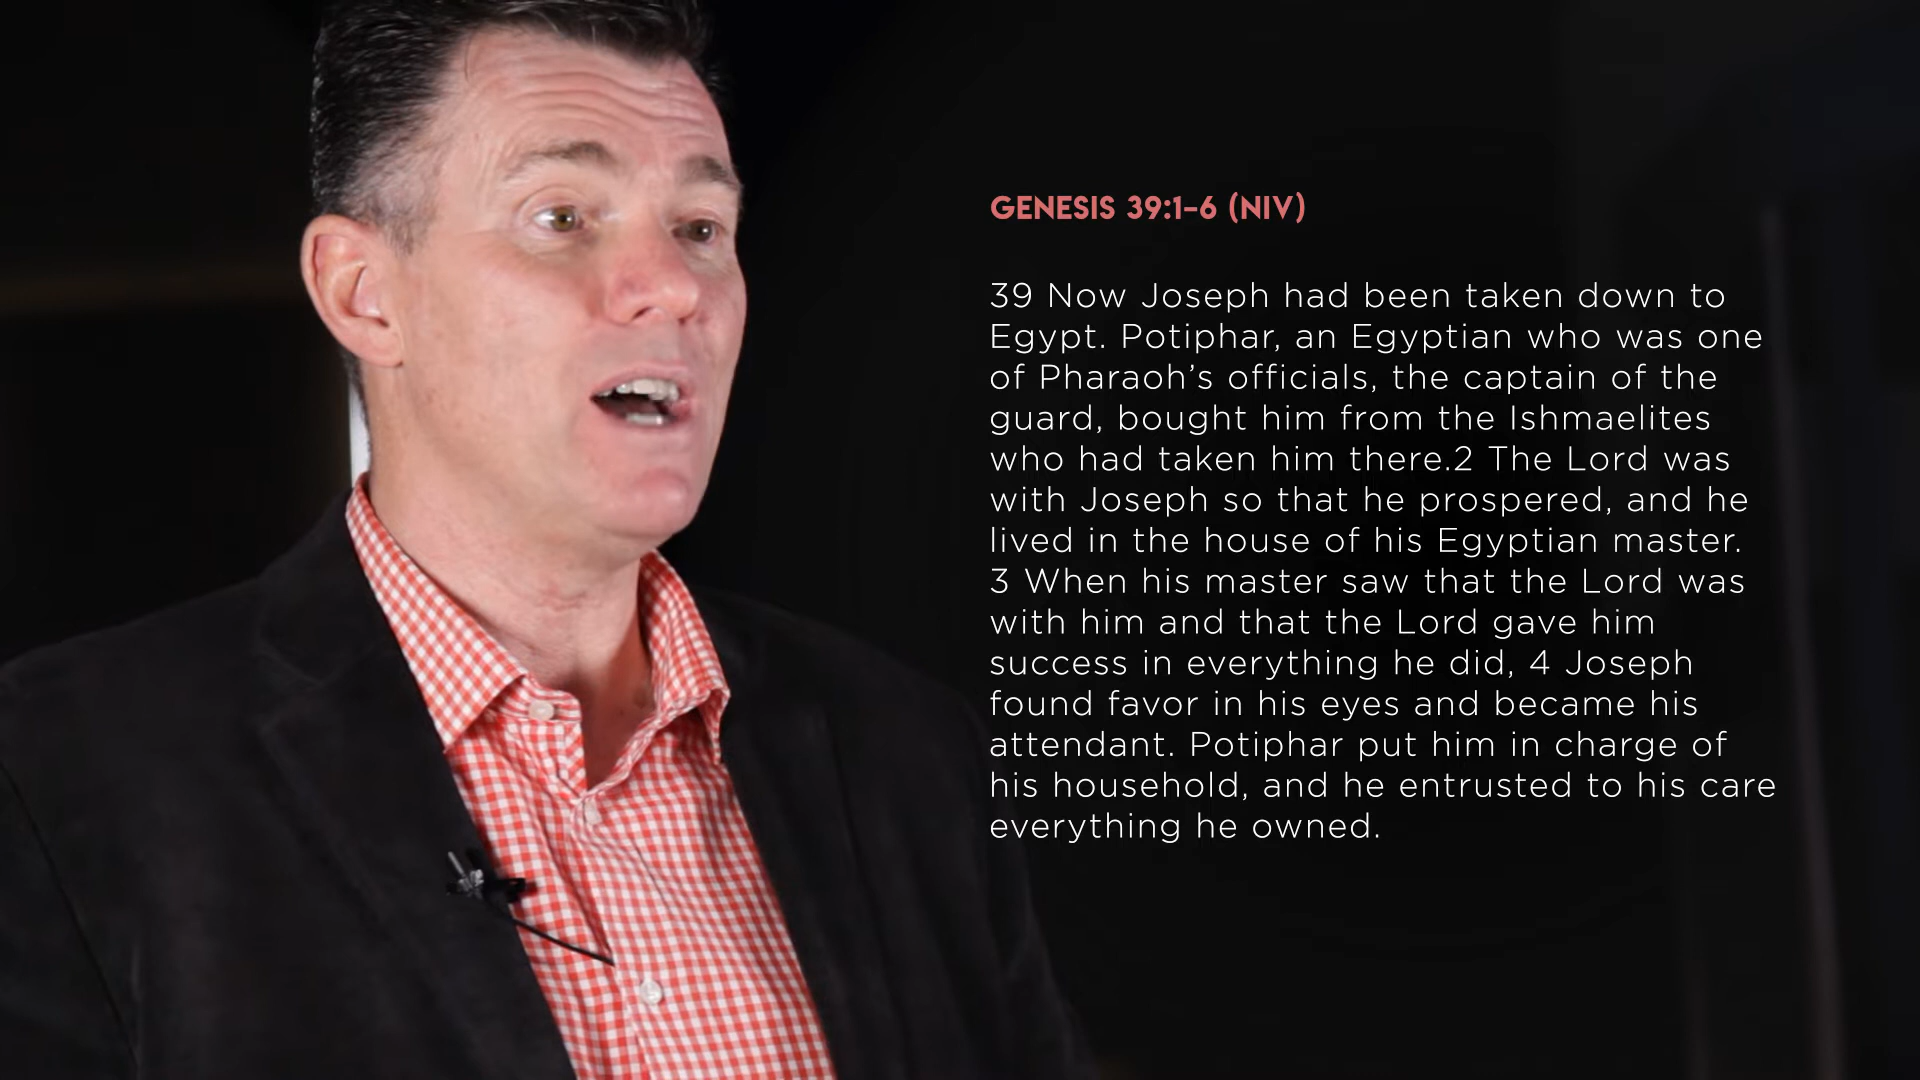 GENESIS 39:1-6 (NIV)
39 Now Joseph had been taken down to
Egypt. Potiphar, an Egyptian who was one
of Pharaoh’s officials, the captain of the
guard, bought him from the Ishmaelites
who had taken him there.2 The Lord was
with Joseph so that he prospered, and he
lived in the house of his Egyptian master.
3 When his master saw that the Lord was
with him and that the Lord gave him
success in everything he did, 4 Joseph
found favor in his eyes and became his
attendant. Potiphar put him in charge of
his household, and he entrusted to his care
everything he owned.